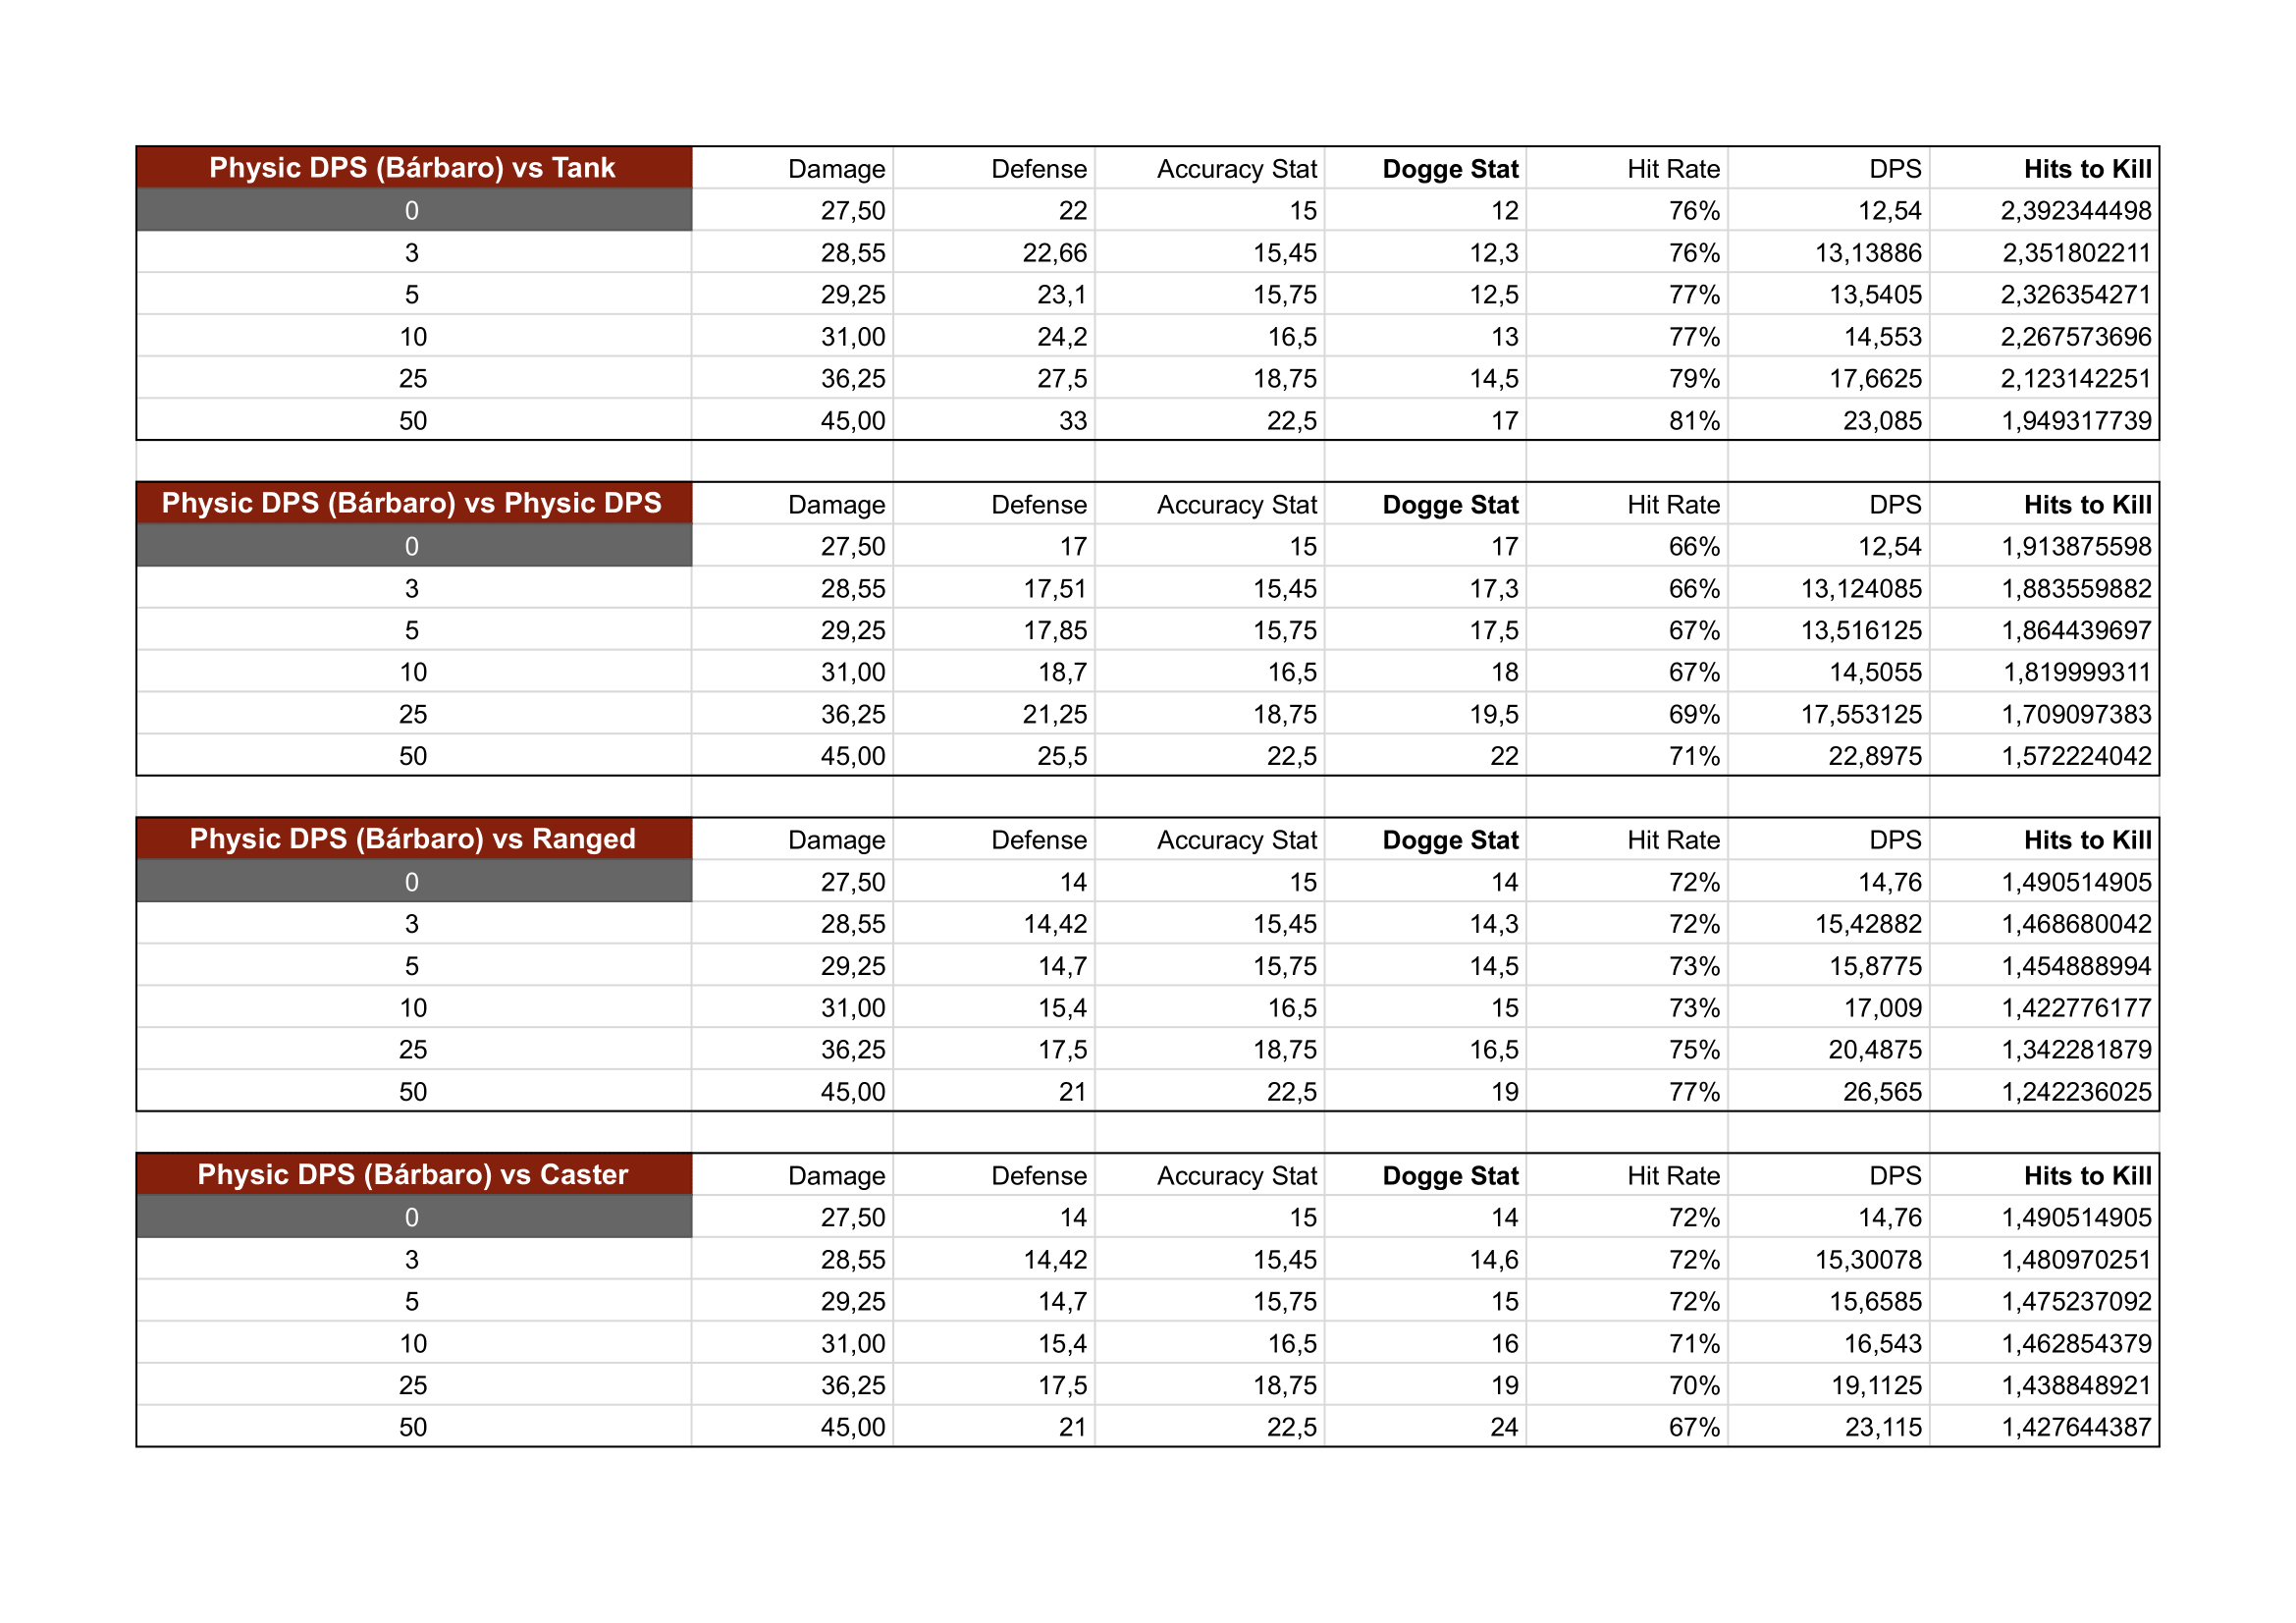 Physic DPS (Bárbaro) vs Tank Damage Defense Accuracy Stat Dogge Stat Hit Rate DPS Hits to Kill
0 27,50 22 15 12 76% 12,54 2,392344498
3 28,55 22,66 15,45 12,3 76% 13,13886 2,351802211
5 29,25 23,1 15,75 12,5 77% 13,5405 2,326354271
10 31,00 24,2 16,5 13 77% 14,553 2,267573696
25 36,25 27,5 18,75 14,5 79% 17,6625 2,123142251
50 45,00 33 22,5 17 81% 23,085 1,949317739
Physic DPS (Bárbaro) vs Physic DPS Damage Defense Accuracy Stat Dogge Stat Hit Rate DPS Hits to Kill
0 27,50 17 15 17 66% 12,54 1,913875598
3 28,55 17,51 15,45 17,3 66% 13,124085 1,883559882
5 29,25 17,85 15,75 17,5 67% 13,516125 1,864439697
10 31,00 18,7 16,5 18 67% 14,5055 1,819999311
25 36,25 21,25 18,75 19,5 69% 17,553125 1,709097383
50 45,00 25,5 22,5 22 71% 22,8975 1,572224042
Physic DPS (Bárbaro) vs Ranged Damage Defense Accuracy Stat Dogge Stat Hit Rate DPS Hits to Kill
0 27,50 14 15 14 72% 14,76 1,490514905
3 28,55 14,42 15,45 14,3 72% 15,42882 1,468680042
5 29,25 14,7 15,75 14,5 73% 15,8775 1,454888994
10 31,00 15,4 16,5 15 73% 17,009 1,422776177
25 36,25 17,5 18,75 16,5 75% 20,4875 1,342281879
50 45,00 21 22,5 19 77% 26,565 1,242236025
Physic DPS (Bárbaro) vs Caster Damage Defense Accuracy Stat Dogge Stat Hit Rate DPS Hits to Kill
0 27,50 14 15 14 72% 14,76 1,490514905
3 28,55 14,42 15,45 14,6 72% 15,30078 1,480970251
5 29,25 14,7 15,75 15 72% 15,6585 1,475237092
10 31,00 15,4 16,5 16 71% 16,543 1,462854379
25 36,25 17,5 18,75 19 70% 19,1125 1,438848921
50 45,00 21 22,5 24 67% 23,115 1,427644387